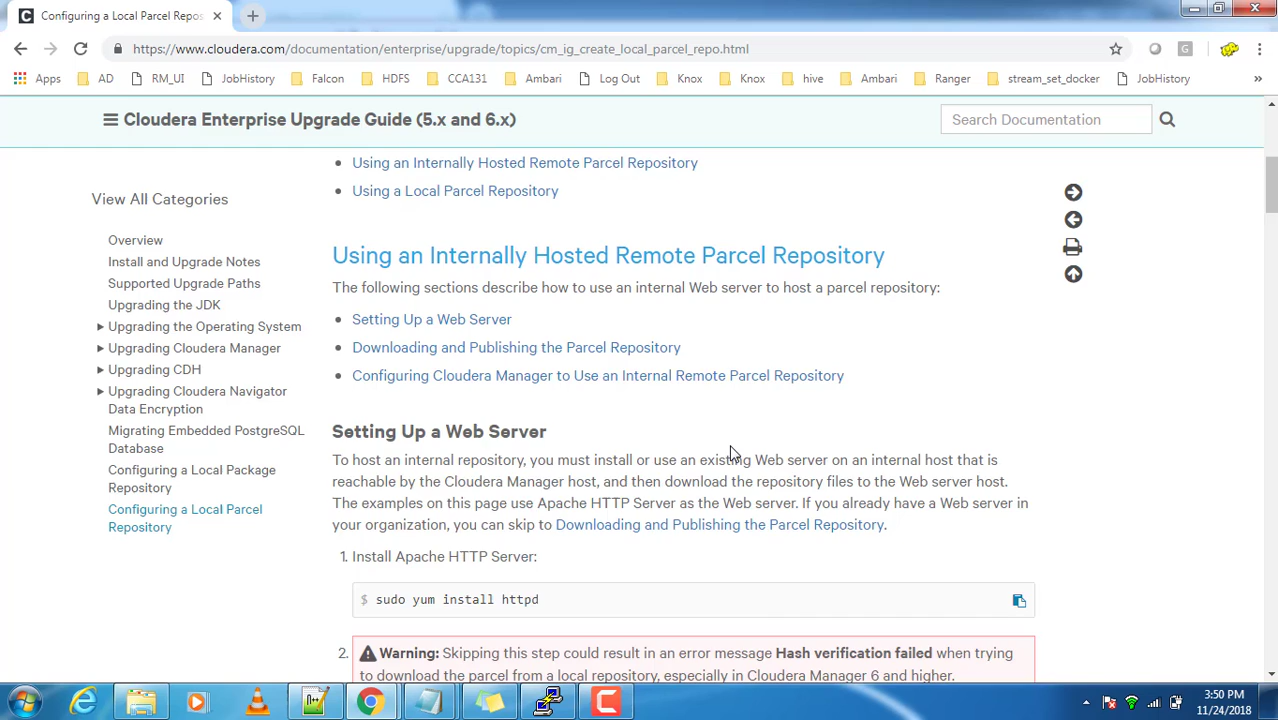 Configuring a Local Parcel Repos
https://www.cloudera.com/documentation/enterprise/upgrade/topics/cm_ig_create_local_parcel_repo.html
Apps AD RM_UI JobHistory Falcon HDFS CCA131 Ambari Log Out Knox Knox hive Ambari Ranger stream_set_docker JobHistory »
Cloudera Enterprise Upgrade Guide (5.x and 6.x)
Search Documentation
View All Categories
Overview
Install and Upgrade Notes
Supported Upgrade Paths
Upgrading the JDK
Upgrading the Operating System
Upgrading Cloudera Manager
Upgrading CDH
Upgrading Cloudera Navigator
Data Encryption
Migrating Embedded PostgreSQL
Database
Configuring a Local Package
Repository
Configuring a Local Parcel
Repository
Using an Internally Hosted Remote Parcel Repository
Using a Local Parcel Repository
Using an Internally Hosted Remote Parcel Repository
The following sections describe how to use an internal Web server to host a parcel repository:
Setting Up a Web Server
Downloading and Publishing the Parcel Repository
Configuring Cloudera Manager to Use an Internal Remote Parcel Repository
Setting Up a Web Server
To host an internal repository, you must install or use an existing Web server on an internal host that is
reachable by the Cloudera Manager host, and then download the repository files to the Web server host.
The examples on this page use Apache HTTP Server as the Web server. If you already have a Web server in
your organization, you can skip to Downloading and Publishing the Parcel Repository.
1. Install Apache HTTP Server:
$ sudo yum install httpd
2. Warning: Skipping this step could result in an error message Hash verification failed when trying
to download the parcel from a local repository, especially in Cloudera Manager 6 and higher.
3:50 PM
11/24/2018